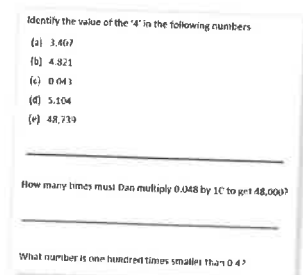 Identify the value of the '4' in the following numbers
(a) 3.467
(b) 4.821
(c) 0.043
(d) 5.104
(e) 48,739
How many times must Dan multiply 0.048 by 10 to get 48,000?
What number is one hundred times smaller than 0.4?